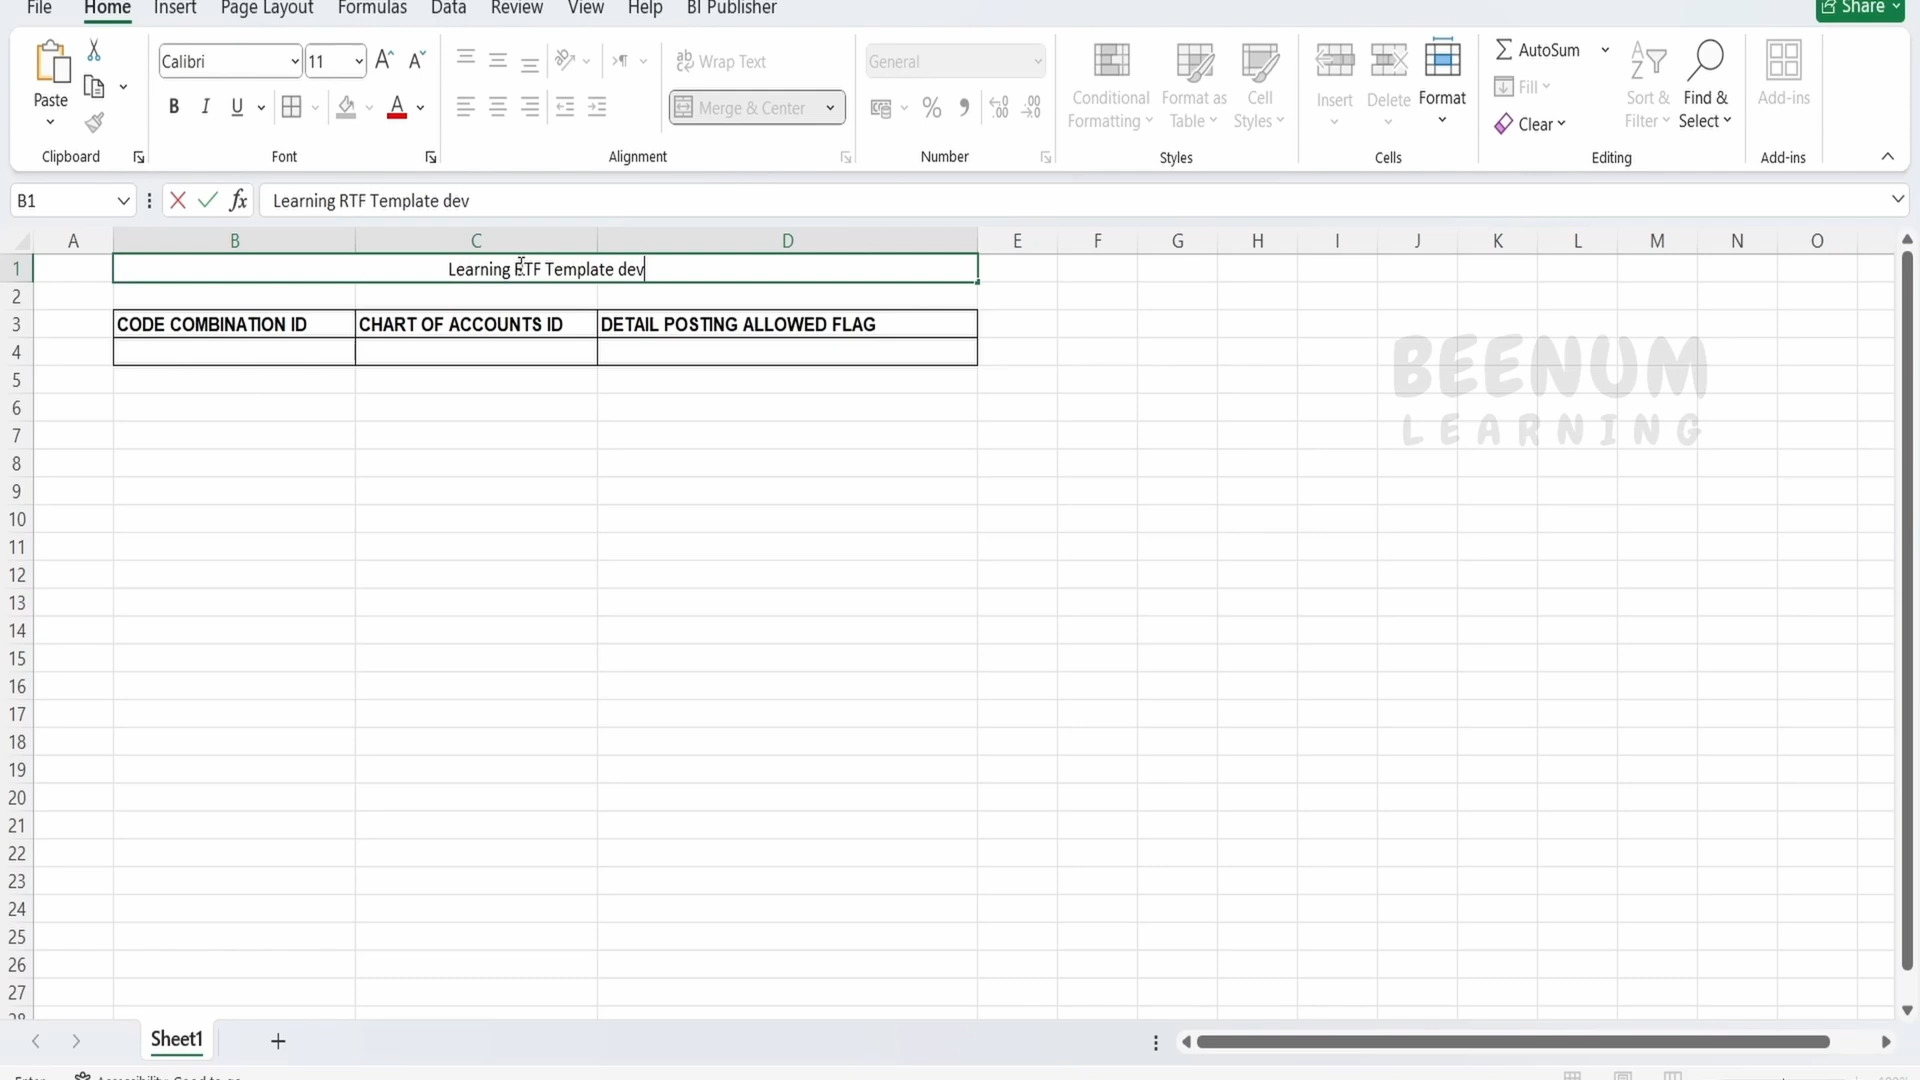 File Home Insert Page Layout Formulas Data Review View Help BI Publisher Share
Calibri 11 A A Wrap Text General AutoSum
Paste B I U A Merge & Center % Conditional Formatting Format as Table Cell Styles Insert Delete Format Fill Sort & Filter Find & Select Add-ins
Clear
Clipboard Font Alignment Number Styles Cells Editing Add-ins
B1 fx Learning RTF Template dev
A B C D E F G H I J K L M N O
1 Learning RTF Template dev
2
3 CODE COMBINATION ID CHART OF ACCOUNTS ID DETAIL POSTING ALLOWED FLAG
4
BEENUM
LEARNING
5
6
7
8
9
10
11
12
13
14
15
16
17
18
19
20
21
22
23
24
25
26
27
28
Sheet1
Enter Accessibility: Good to go